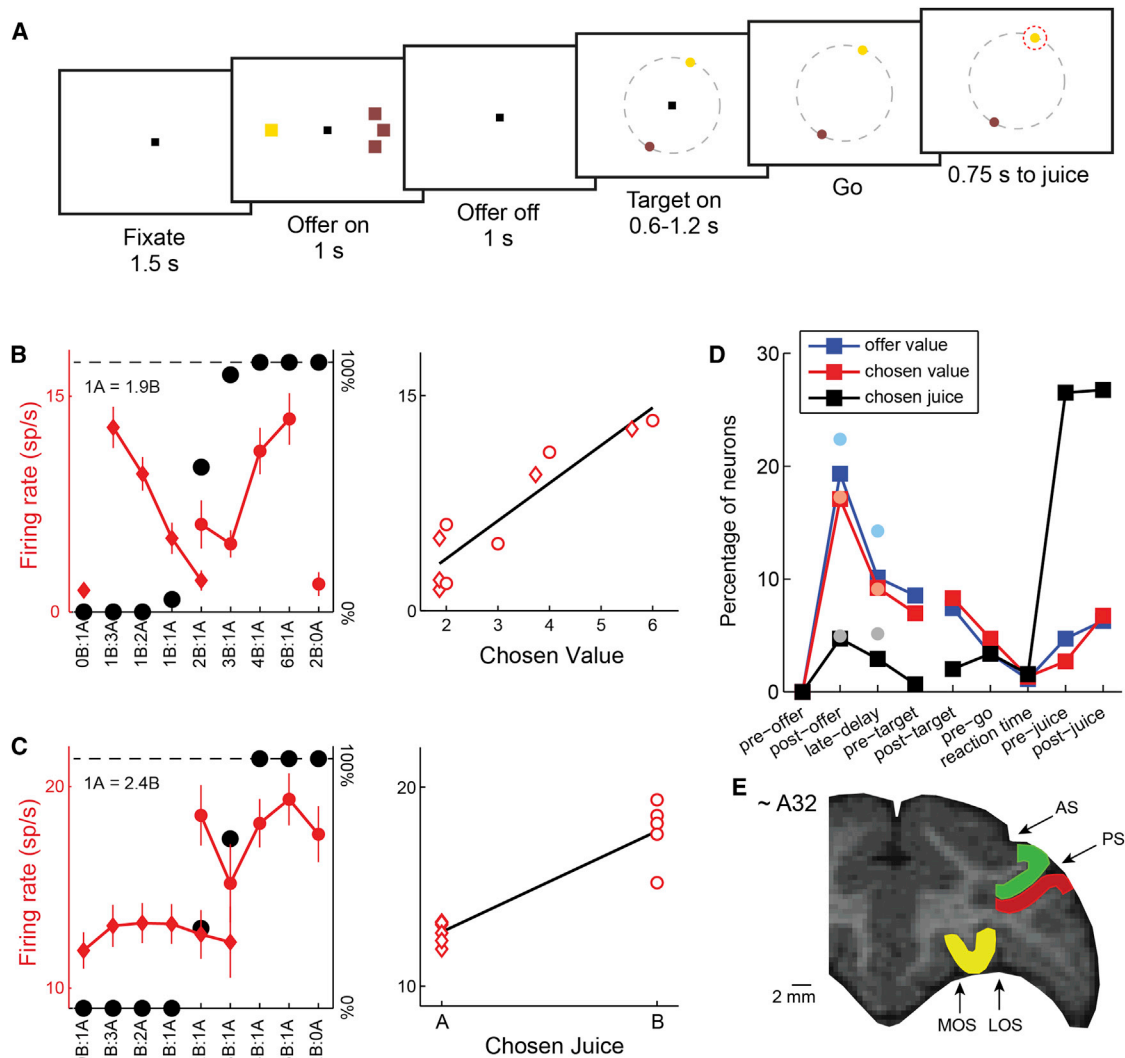 A
Fixate
1.5 s
Offer on
1 s
Offer off
1 s
Target on
0.6-1.2 s
Go
0.75 s to juice
B
1A = 1.9B
Firing rate (sp/s)
15
0
100%
0%
0B:1A
1B:3A
1B:2A
1B:1A
2B:1A
3B:1A
4B:1A
6B:1A
2B:0A
15
0
2
3
4
5
6
Chosen Value
C
1A = 2.4B
Firing rate (sp/s)
20
10
100%
0%
B:1A
B:3A
B:2A
B:1A
B:1A
B:1A
B:1A
B:1A
B:0A
20
10
A
B
Chosen Juice
D
offer value
chosen value
chosen juice
Percentage of neurons
30
20
10
0
pre-offer
post-offer
late-delay
pre-target
post-target
pre-go
reaction time
pre-juice
post-juice
E
~ A32
AS
PS
2 mm
MOS
LOS